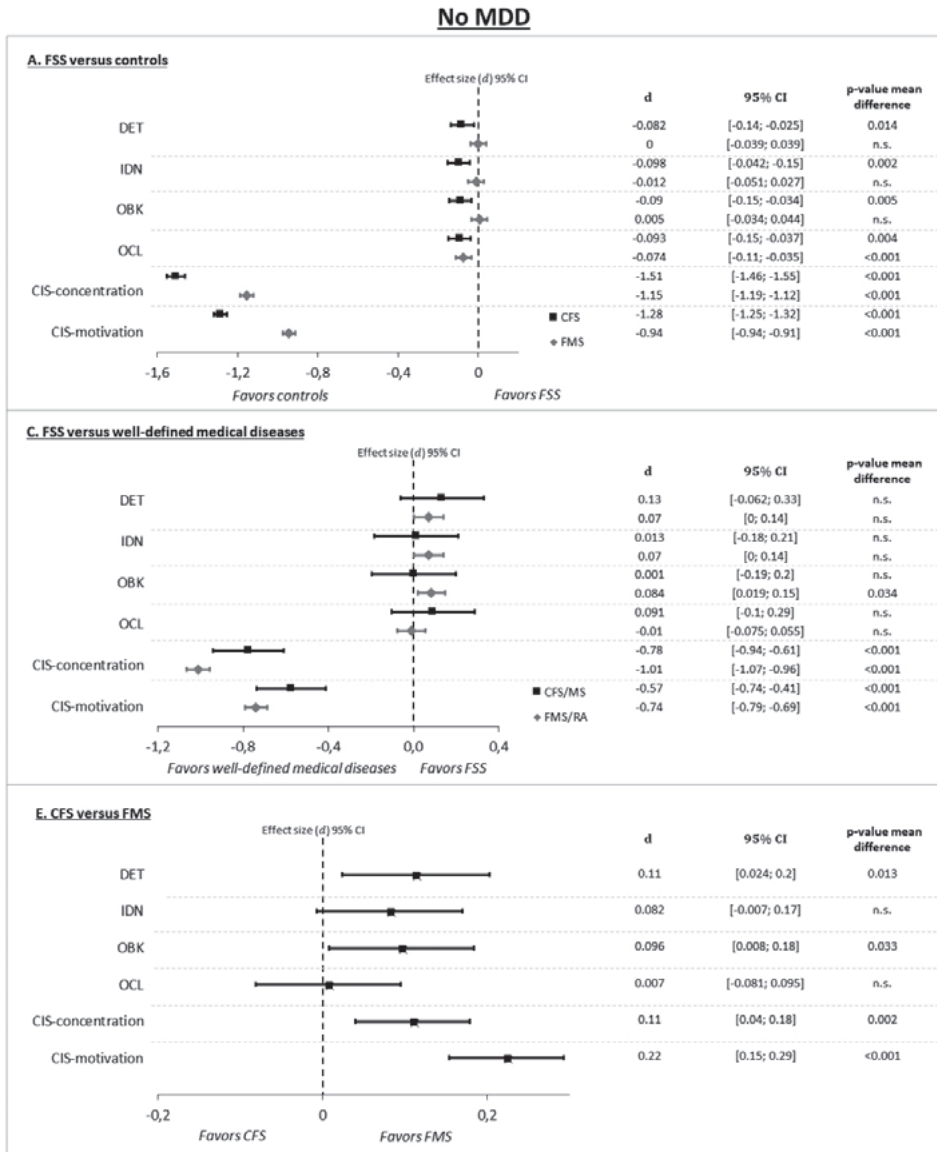 No MDD
A. FSS versus controls
Effect size (d) 95% CI
d 95% CI p-value mean difference
DET -0.082 [-0.14; -0.025] 0.014
0 [-0.039; 0.039] n.s.
IDN -0.098 [-0.042; -0.15] 0.002
-0.012 [-0.051; 0.027] n.s.
OBK -0.09 [-0.15; -0.034] 0.005
0.005 [-0.034; 0.044] n.s.
OCL -0.093 [-0.15; -0.037] 0.004
-0.074 [-0.11; -0.035] <0.001
CIS-concentration -1.51 [-1.46; -1.55] <0.001
-1.15 [-1.19; -1.12] <0.001
CIS-motivation -1.28 [-1.25; -1.32] <0.001
-0.94 [-0.94; -0.91] <0.001
CFS
FMS
-1,6 -1,2 -0,8 -0,4 0
Favors controls Favors FSS
C. FSS versus well-defined medical diseases
Effect size (d) 95% CI
d 95% CI p-value mean difference
DET 0.13 [-0.062; 0.33] n.s.
0.07 [0; 0.14] n.s.
IDN 0.013 [-0.18; 0.21] n.s.
0.07 [0; 0.14] n.s.
OBK 0.001 [-0.19; 0.2] n.s.
0.084 [0.019; 0.15] 0.034
OCL 0.091 [-0.1; 0.29] n.s.
-0.01 [-0.075; 0.055] n.s.
CIS-concentration -0.78 [-0.94; -0.61] <0.001
-1.01 [-1.07; -0.96] <0.001
CIS-motivation -0.57 [-0.74; -0.41] <0.001
-0.74 [-0.79; -0.69] <0.001
CFS/MS
FMS/RA
-1,2 -0,8 -0,4 0,0 0,4
Favors well-defined medical diseases Favors FSS
E. CFS versus FMS
Effect size (d) 95% CI
d 95% CI p-value mean difference
DET 0.11 [0.024; 0.2] 0.013
IDN 0.082 [-0.007; 0.17] n.s.
OBK 0.096 [0.008; 0.18] 0.033
OCL 0.007 [-0.081; 0.095] n.s.
CIS-concentration 0.11 [0.04; 0.18] 0.002
CIS-motivation 0.22 [0.15; 0.29] <0.001
-0,2 0 0,2
Favors CFS Favors FMS